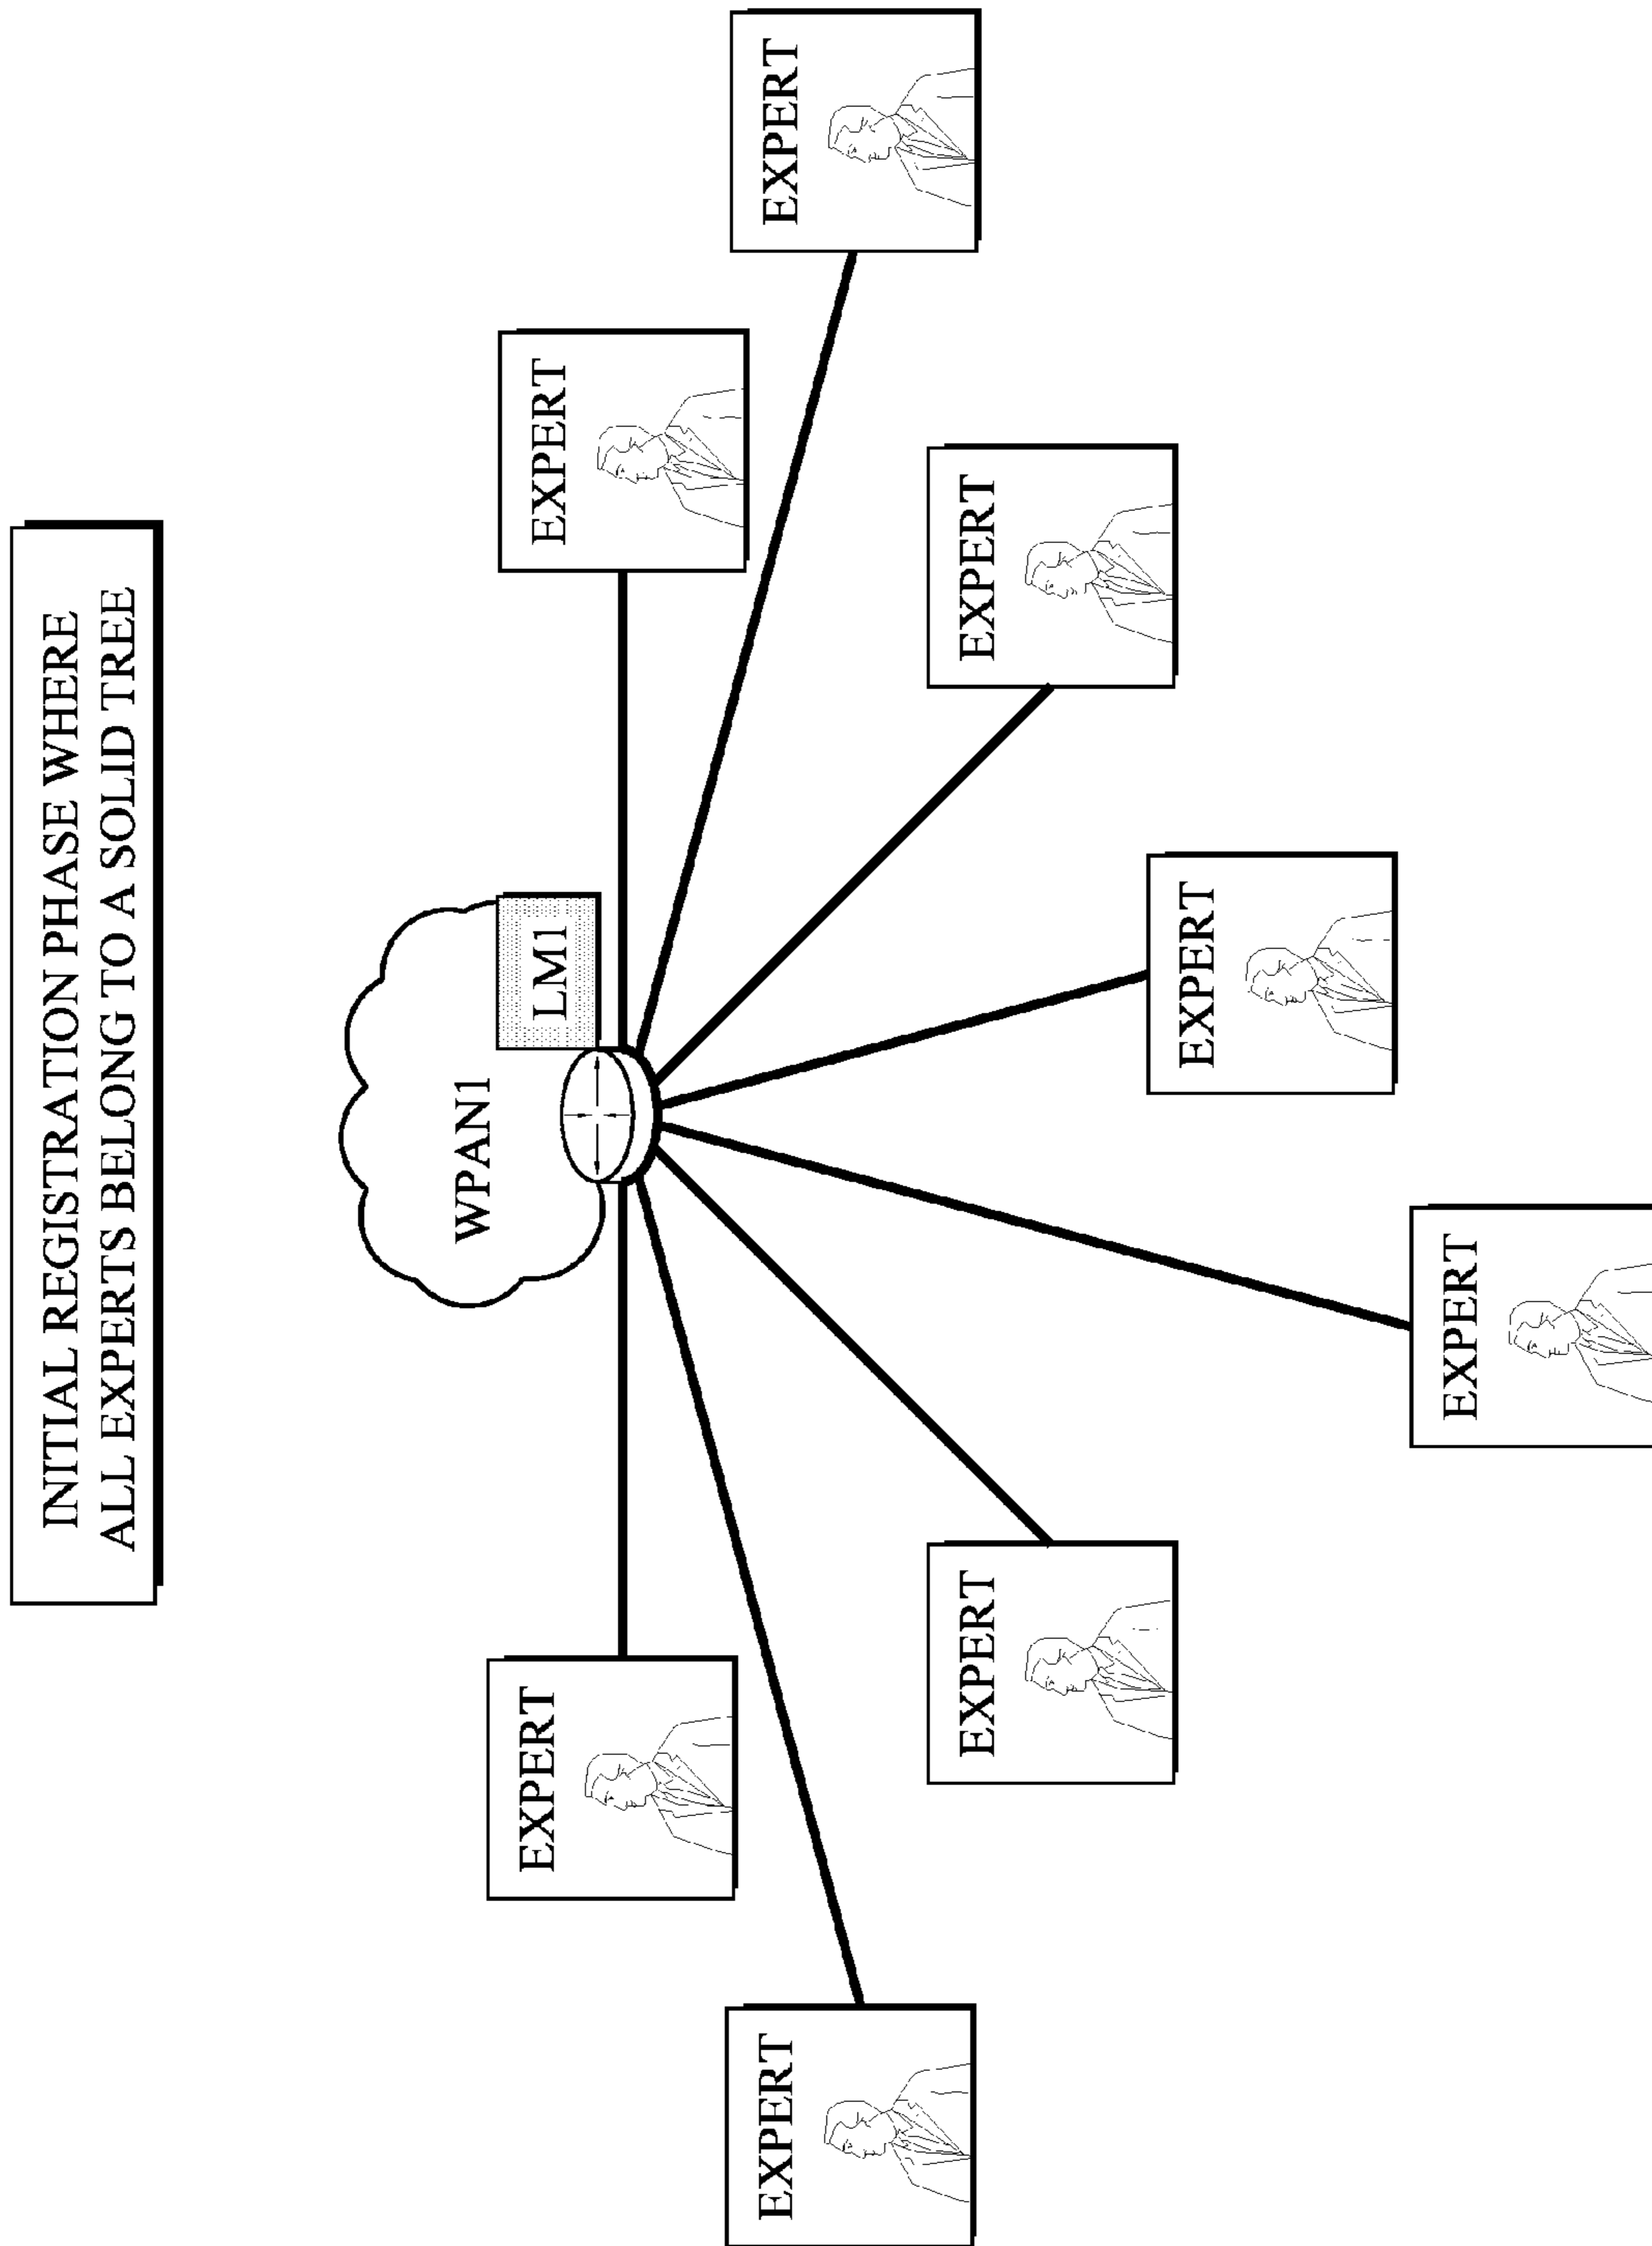 INITIAL REGISTRATION PHASE WHERE
ALL EXPERTS BELONG TO A SOLID TREE
WPAN1
LM1
EXPERT
EXPERT
EXPERT
EXPERT
EXPERT
EXPERT
EXPERT
EXPERT